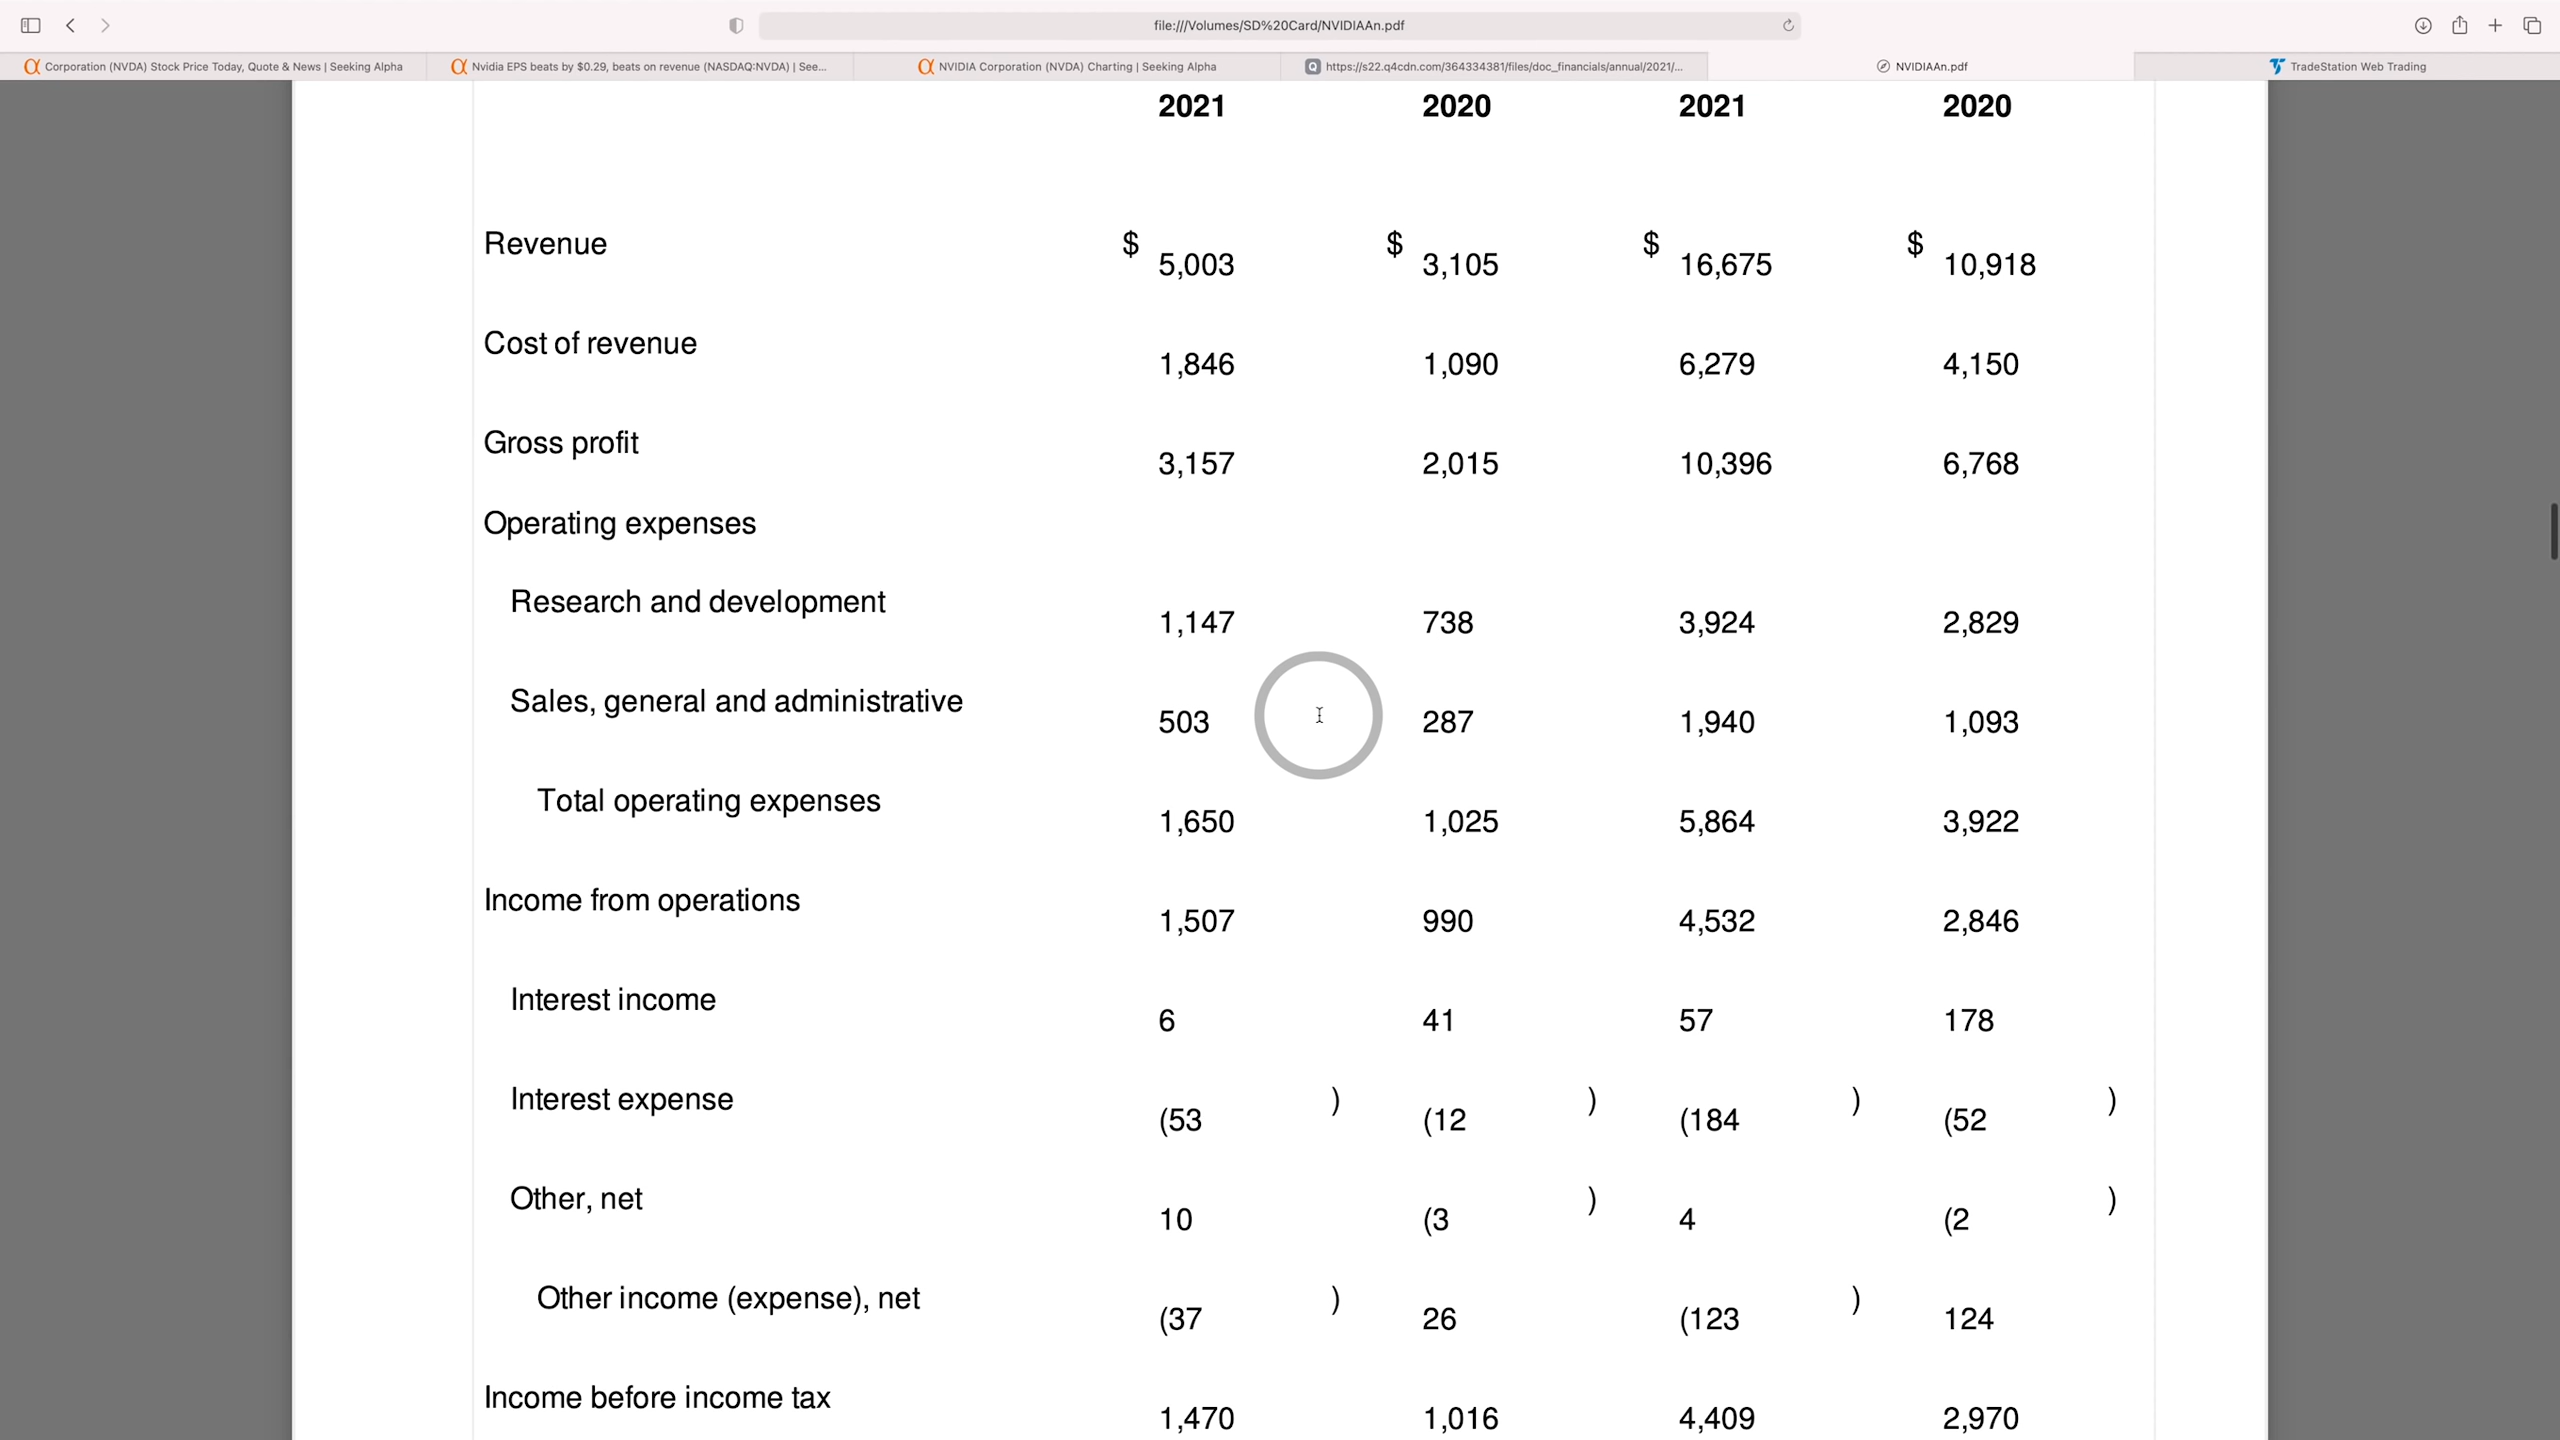 file:///Volumes/SD%20Card/NVIDIAAn.pdf
Corporation (NVDA) Stock Price Today, Quote & News | Seeking Alpha
Nvidia EPS beats by $0.29, beats on revenue (NASDAQ:NVDA) | See...
NVIDIA Corporation (NVDA) Charting | Seeking Alpha
Q https://s22.q4cdn.com/364334381/files/doc_financials/annual/2021/...
NVIDIAAn.pdf
TradeStation Web Trading
2021 2020 2021 2020
Revenue $ 5,003 $ 3,105 $ 16,675 $ 10,918
Cost of revenue 1,846 1,090 6,279 4,150
Gross profit 3,157 2,015 10,396 6,768
Operating expenses
Research and development 1,147 738 3,924 2,829
Sales, general and administrative 503 287 1,940 1,093
Total operating expenses 1,650 1,025 5,864 3,922
Income from operations 1,507 990 4,532 2,846
Interest income 6 41 57 178
Interest expense (53 ) (12 ) (184 ) (52 )
Other, net 10 (3 ) 4 (2 )
Other income (expense), net (37 ) 26 (123 ) 124
Income before income tax 1,470 1,016 4,409 2,970